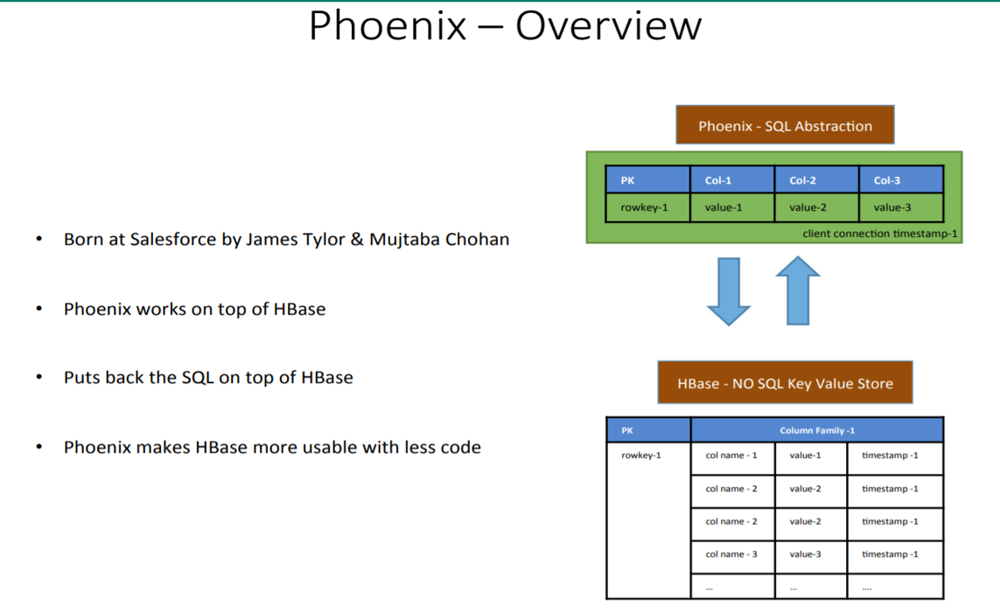 Phoenix – Overview
• Born at Salesforce by James Tylor & Mujtaba Chohan
• Phoenix works on top of HBase
• Puts back the SQL on top of HBase
• Phoenix makes HBase more usable with less code
Phoenix - SQL Abstraction
PK Col-1 Col-2 Col-3
rowkey-1 value-1 value-2 value-3
client connection timestamp-1
HBase - NO SQL Key Value Store
PK Column Family -1
rowkey-1 col name - 1 value-1 timestamp -1
col name - 2 value-2 timestamp -1
col name - 2 value-2 timestamp -1
col name - 3 value-3 timestamp -1
... ... ....